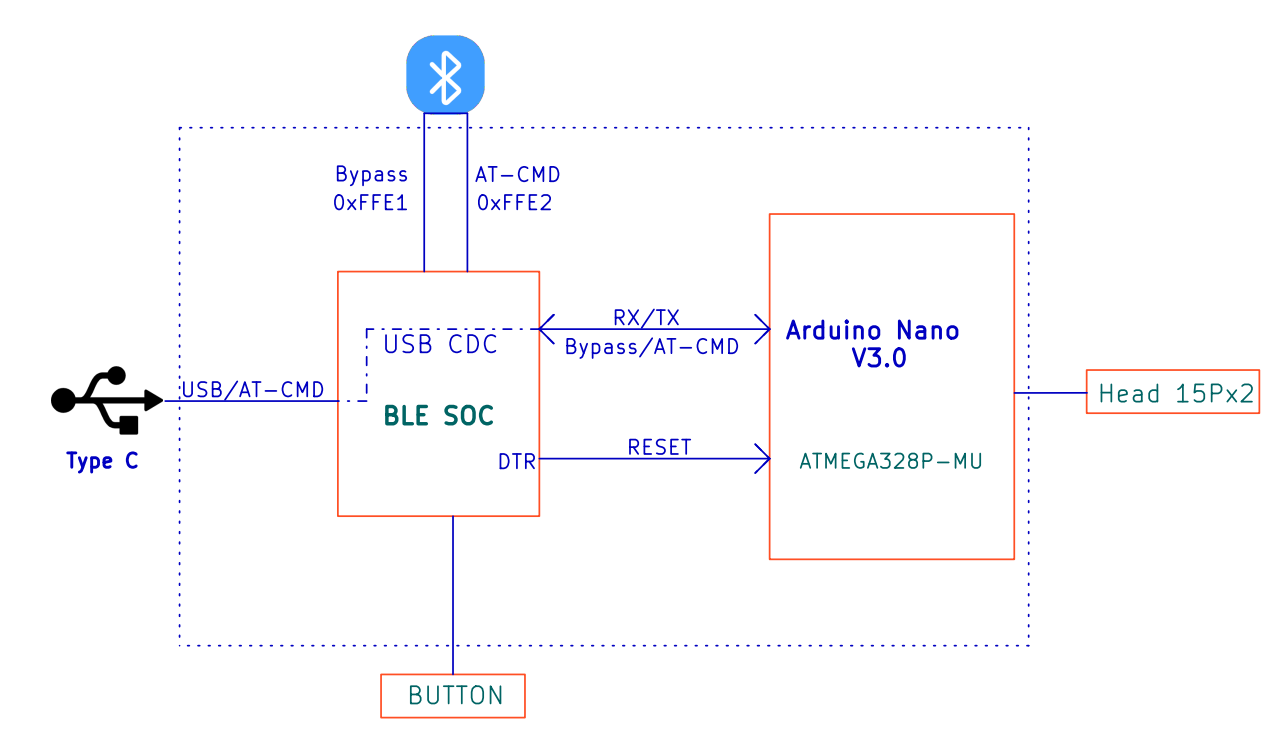 Bypass
0xFFE1
AT-CMD
0xFFE2
USB/AT-CMD
Type C
USB CDC
BLE SOC
DTR
RX/TX
Bypass/AT-CMD
RESET
Arduino Nano
V3.0
ATMEGA328P-MU
Head 15Px2
BUTTON